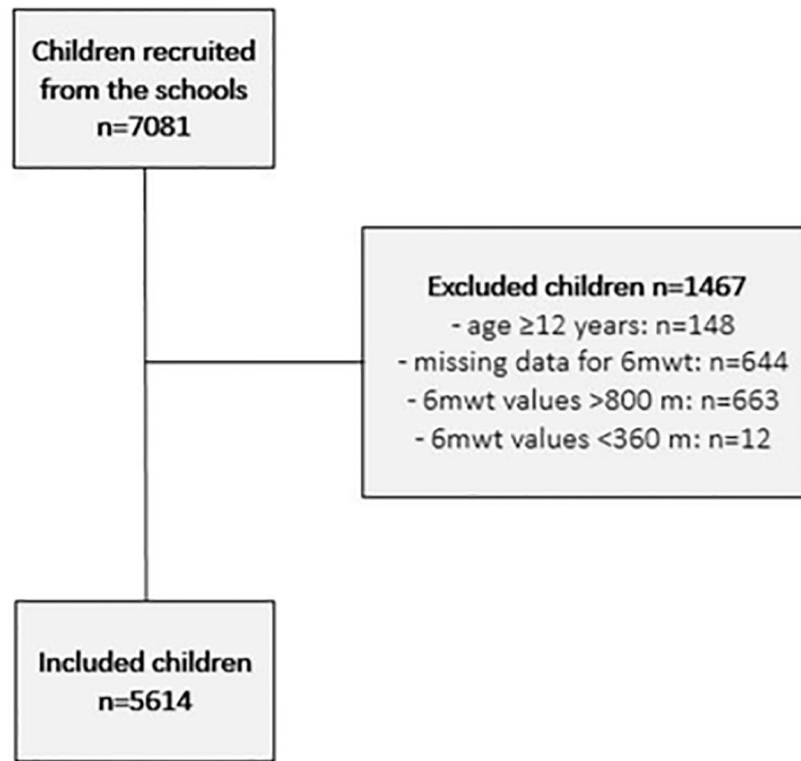 Children recruited
from the schools
n=7081
Excluded children n=1467
- age ≥12 years: n=148
- missing data for 6mwt: n=644
- 6mwt values >800 m: n=663
- 6mwt values <360 m: n=12
Included children
n=5614